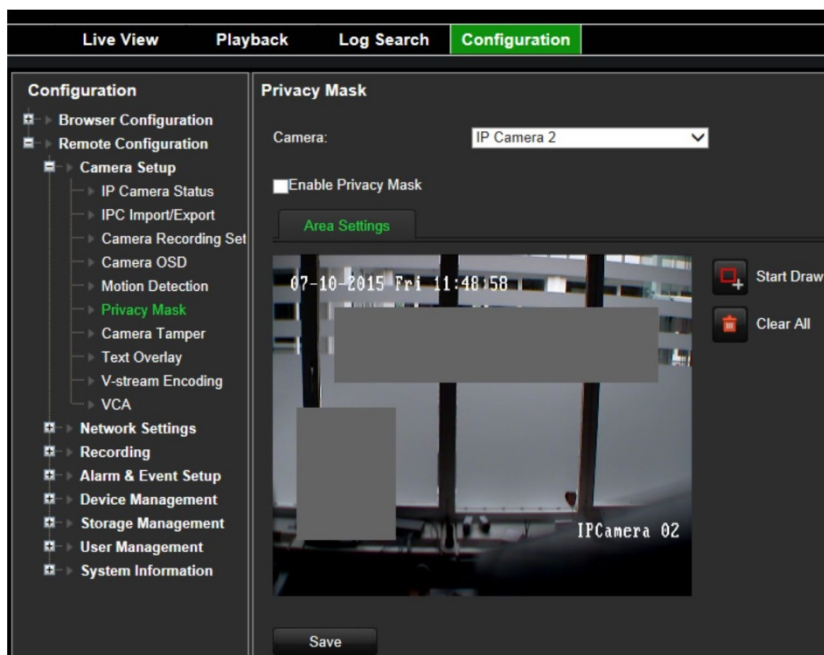 Live View Playback Log Search Configuration
Configuration
Browser Configuration
Remote Configuration
Camera Setup
IP Camera Status
IPC Import/Export
Camera Recording Set
Camera OSD
Motion Detection
Privacy Mask
Camera Tamper
Text Overlay
V-stream Encoding
VCA
Network Settings
Recording
Alarm & Event Setup
Device Management
Storage Management
User Management
System Information
Privacy Mask
Camera: IP Camera 2
Enable Privacy Mask
Area Settings
07-10-2015 Fri 11:48:58
Start Draw
Clear All
IPCamera 02
Save